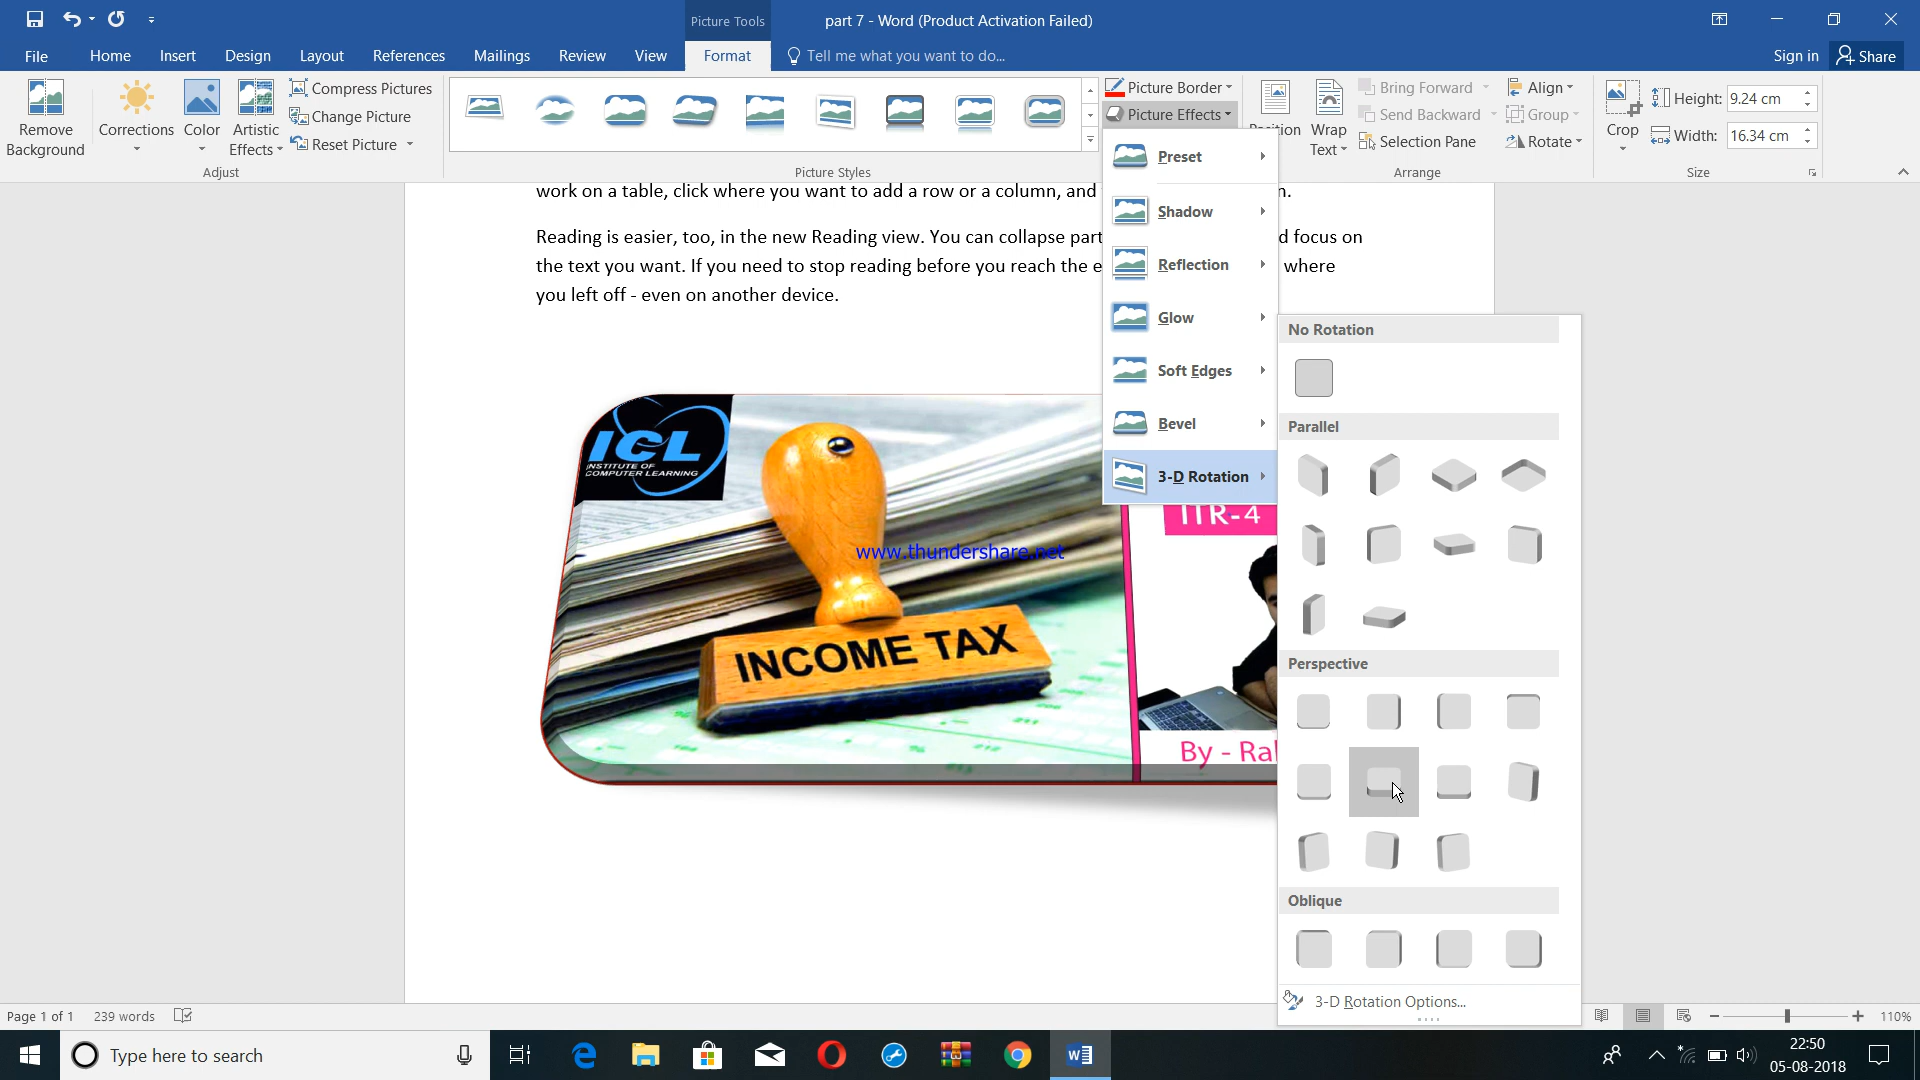 Picture Tools
part 7 - Word (Product Activation Failed)
File Home Insert Design Layout References Mailings Review View Format Tell me what you want to do...
Sign in Share
Remove Background
Corrections
Color
Artistic Effects
Compress Pictures
Change Picture
Reset Picture
Adjust
Picture Styles
Picture Border
Picture Effects
Wrap Text
Bring Forward
Send Backward
Selection Pane
Align
Group
Rotate
Arrange
Crop
Height: 9.24 cm
Width: 16.34 cm
Size
Preset
Shadow
Reflection
Glow
Soft Edges
Bevel
3-D Rotation
No Rotation
Parallel
Perspective
Oblique
3-D Rotation Options...
work on a table, click where you want to add a row or a column, and
Reading is easier, too, in the new Reading view. You can collapse part d focus on
the text you want. If you need to stop reading before you reach the e where
you left off - even on another device.
ICL
INSTITUTE OF
COMPUTER LEARNING
www.thundershare.net
INCOME TAX
ITR-4
By - Ra
Page 1 of 1 239 words
110%
Type here to search
22:50
05-08-2018